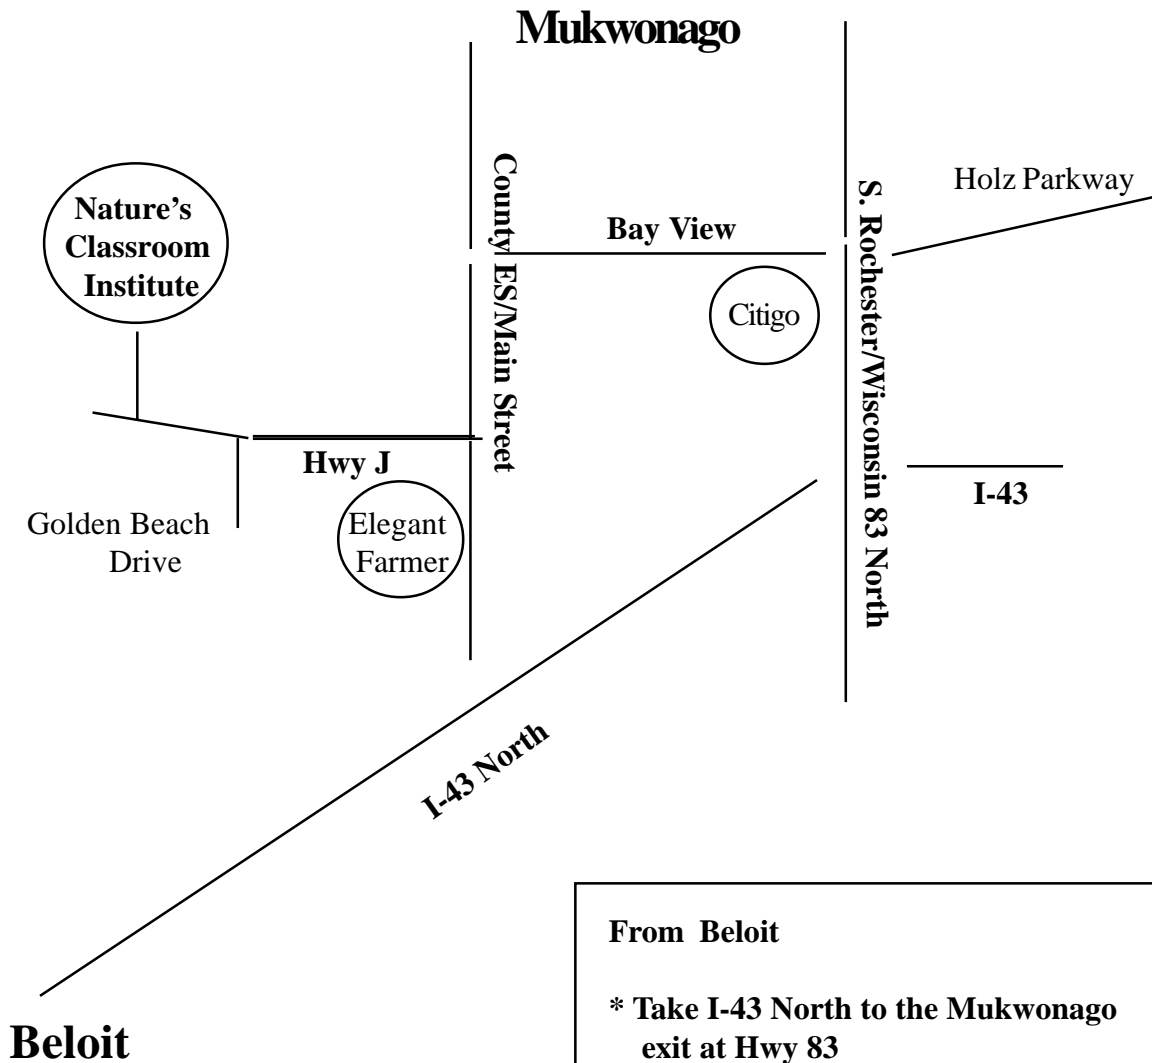 Mukwonago
Nature's
Classroom
Institute
County ES/Main Street
Bay View
S. Rochester/Wisconsin 83 North
Holz Parkway
Citigo
Hwy J
I-43
Golden Beach
Drive
Elegant
Farmer
I-43 North
Beloit
From Beloit
* Take I-43 North to the Mukwonago
exit at Hwy 83